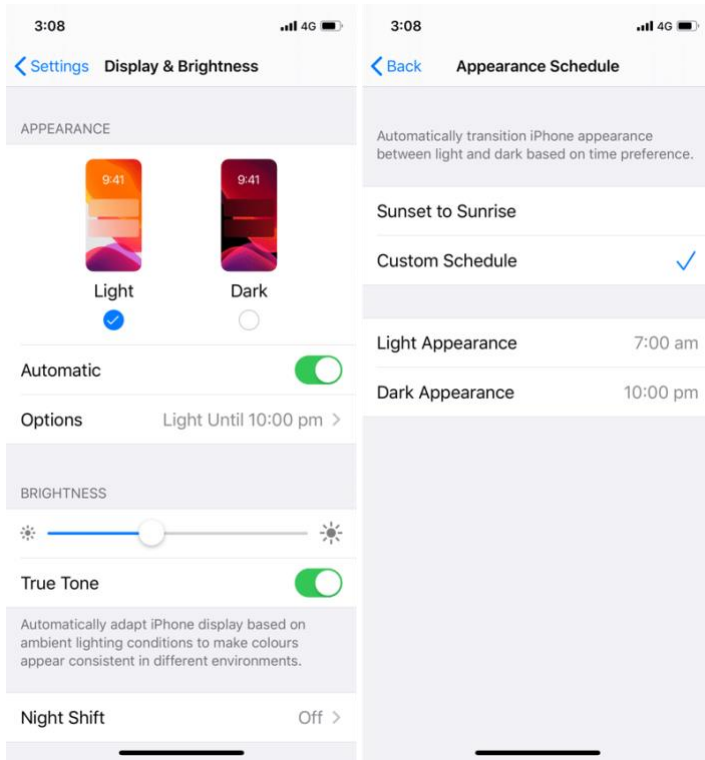 3:08
4G
Settings Display & Brightness
APPEARANCE
9:41 9:41
Light Dark
Automatic
Options Light Until 10:00 pm
BRIGHTNESS
True Tone
Automatically adapt iPhone display based on
ambient lighting conditions to make colours
appear consistent in different environments.
Night Shift Off
3:08
4G
Back Appearance Schedule
Automatically transition iPhone appearance
between light and dark based on time preference.
Sunset to Sunrise
Custom Schedule
Light Appearance 7:00 am
Dark Appearance 10:00 pm